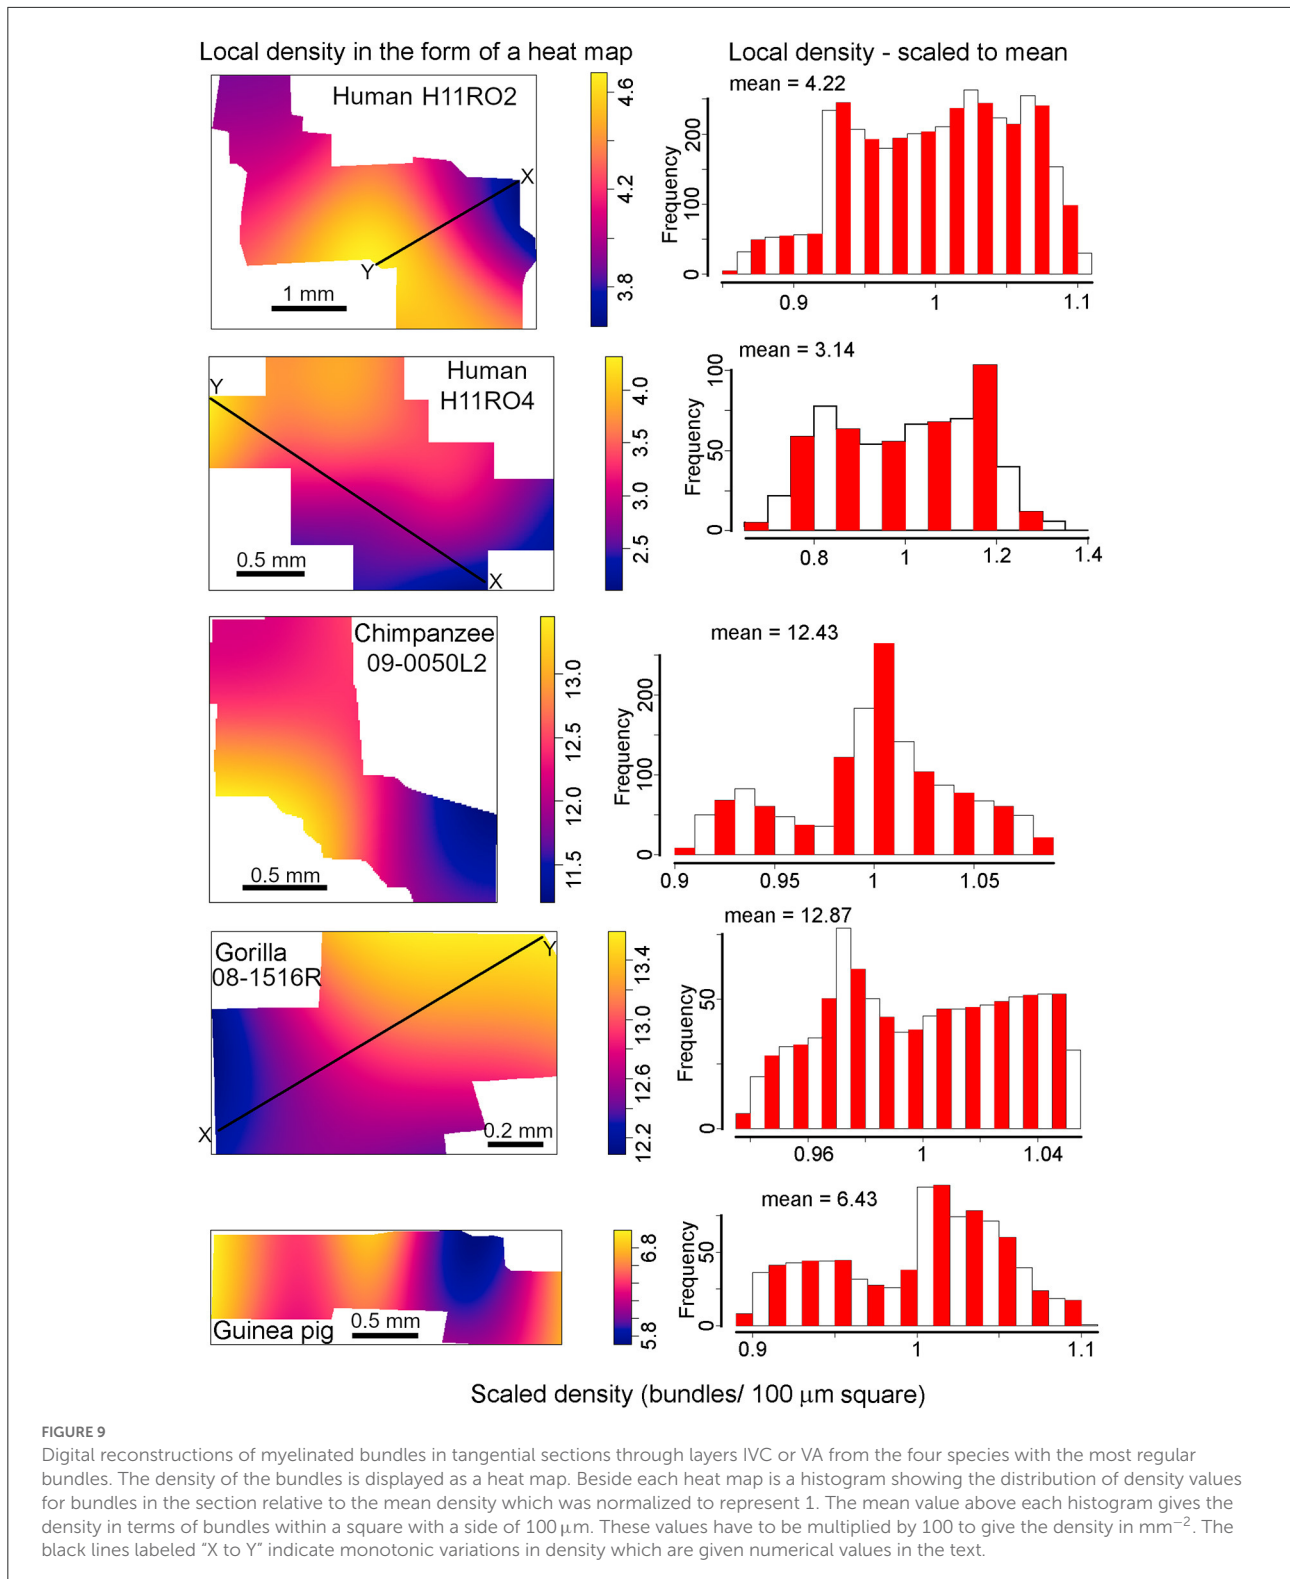 Local density in the form of a heat map
Local density - scaled to mean
Human H11RO2
X
Y
1 mm
4.6
4.2
3.8
mean = 4.22
Frequency
200
100
0
0.9
1
1.1
Human
H11RO4
Y
X
0.5 mm
4.0
3.5
3.0
2.5
mean = 3.14
Frequency
100
50
0
0.8
1
1.2
1.4
Chimpanzee
09-0050L2
0.5 mm
13.0
12.5
12.0
11.5
mean = 12.43
Frequency
200
100
0
0.9
0.95
1
1.05
Gorilla
08-1516R
Y
X
0.2 mm
13.4
13.0
12.6
12.2
mean = 12.87
Frequency
50
0
0.96
1
1.04
Guinea pig
0.5 mm
6.8
5.8
mean = 6.43
Frequency
50
0
0.9
1
1.1
Scaled density (bundles/ 100 μm square)
FIGURE 9
Digital reconstructions of myelinated bundles in tangential sections through layers IVC or VA from the four species with the most regular
bundles. The density of the bundles is displayed as a heat map. Beside each heat map is a histogram showing the distribution of density values
for bundles in the section relative to the mean density which was normalized to represent 1. The mean value above each histogram gives the
density in terms of bundles within a square with a side of 100 μm. These values have to be multiplied by 100 to give the density in mm⁻². The
black lines labeled “X to Y” indicate monotonic variations in density which are given numerical values in the text.